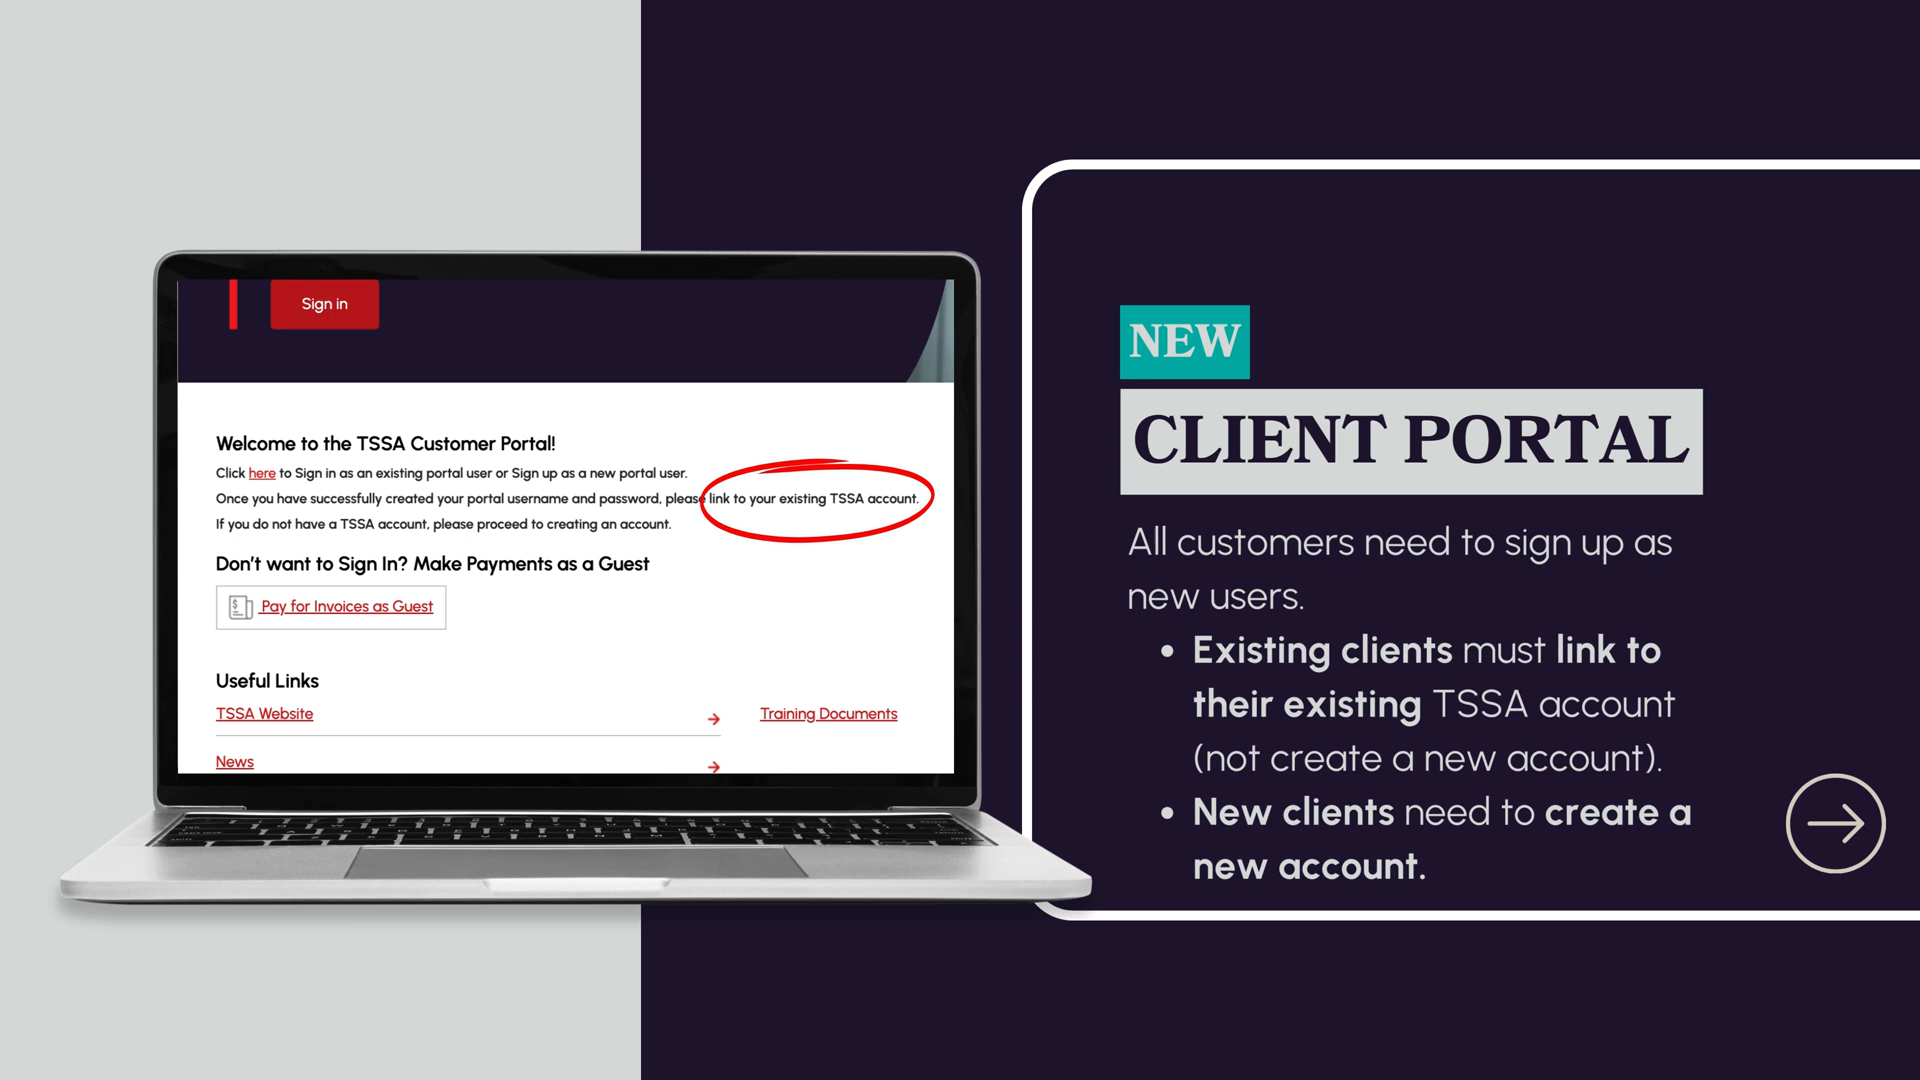 Sign in
Welcome to the TSSA Customer Portal!
Click here to Sign in as an existing portal user or Sign up as a new portal user.
Once you have successfully created your portal username and password, please link to your existing TSSA account.
If you do not have a TSSA account, please proceed to creating an account.
Don't want to Sign In? Make Payments as a Guest
Pay for Invoices as Guest
Useful Links
TSSA Website
Training Documents
News
NEW
CLIENT PORTAL
All customers need to sign up as
new users.
• Existing clients must link to
their existing TSSA account
(not create a new account).
• New clients need to create a
new account.